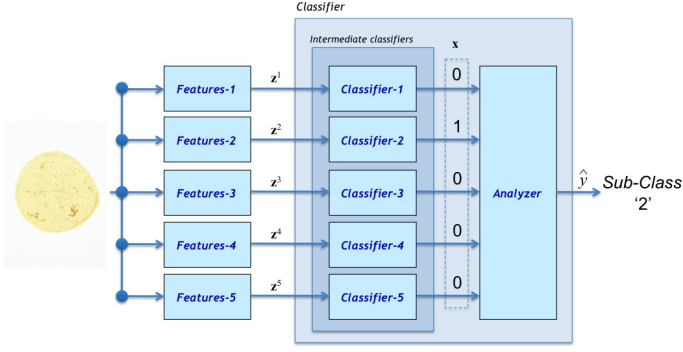 Classifier
Intermediate classifiers
x
Features-1 z¹ Classifier-1 0
Features-2 z² Classifier-2 1
Features-3 z³ Classifier-3 0 Analyzer ŷ Sub-Class
‘2’
Features-4 z⁴ Classifier-4 0
Features-5 z⁵ Classifier-5 0